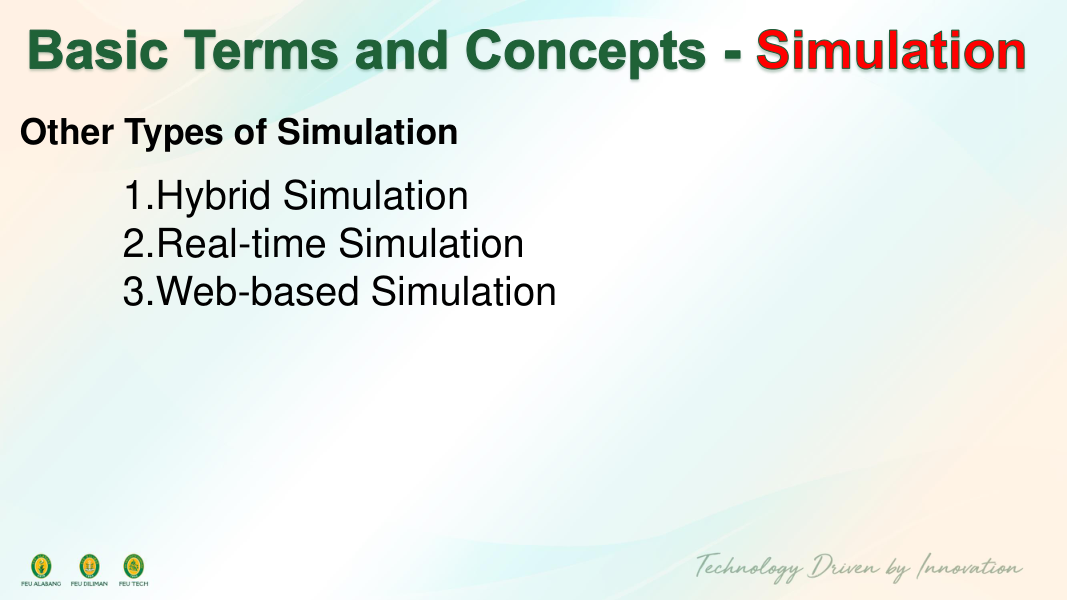 Basic Terms and Concepts - Simulation
Other Types of Simulation
1.Hybrid Simulation
2.Real-time Simulation
3.Web-based Simulation
FEU ALABANG FEU DILIMAN FEU TECH
Technology Driven by Innovation